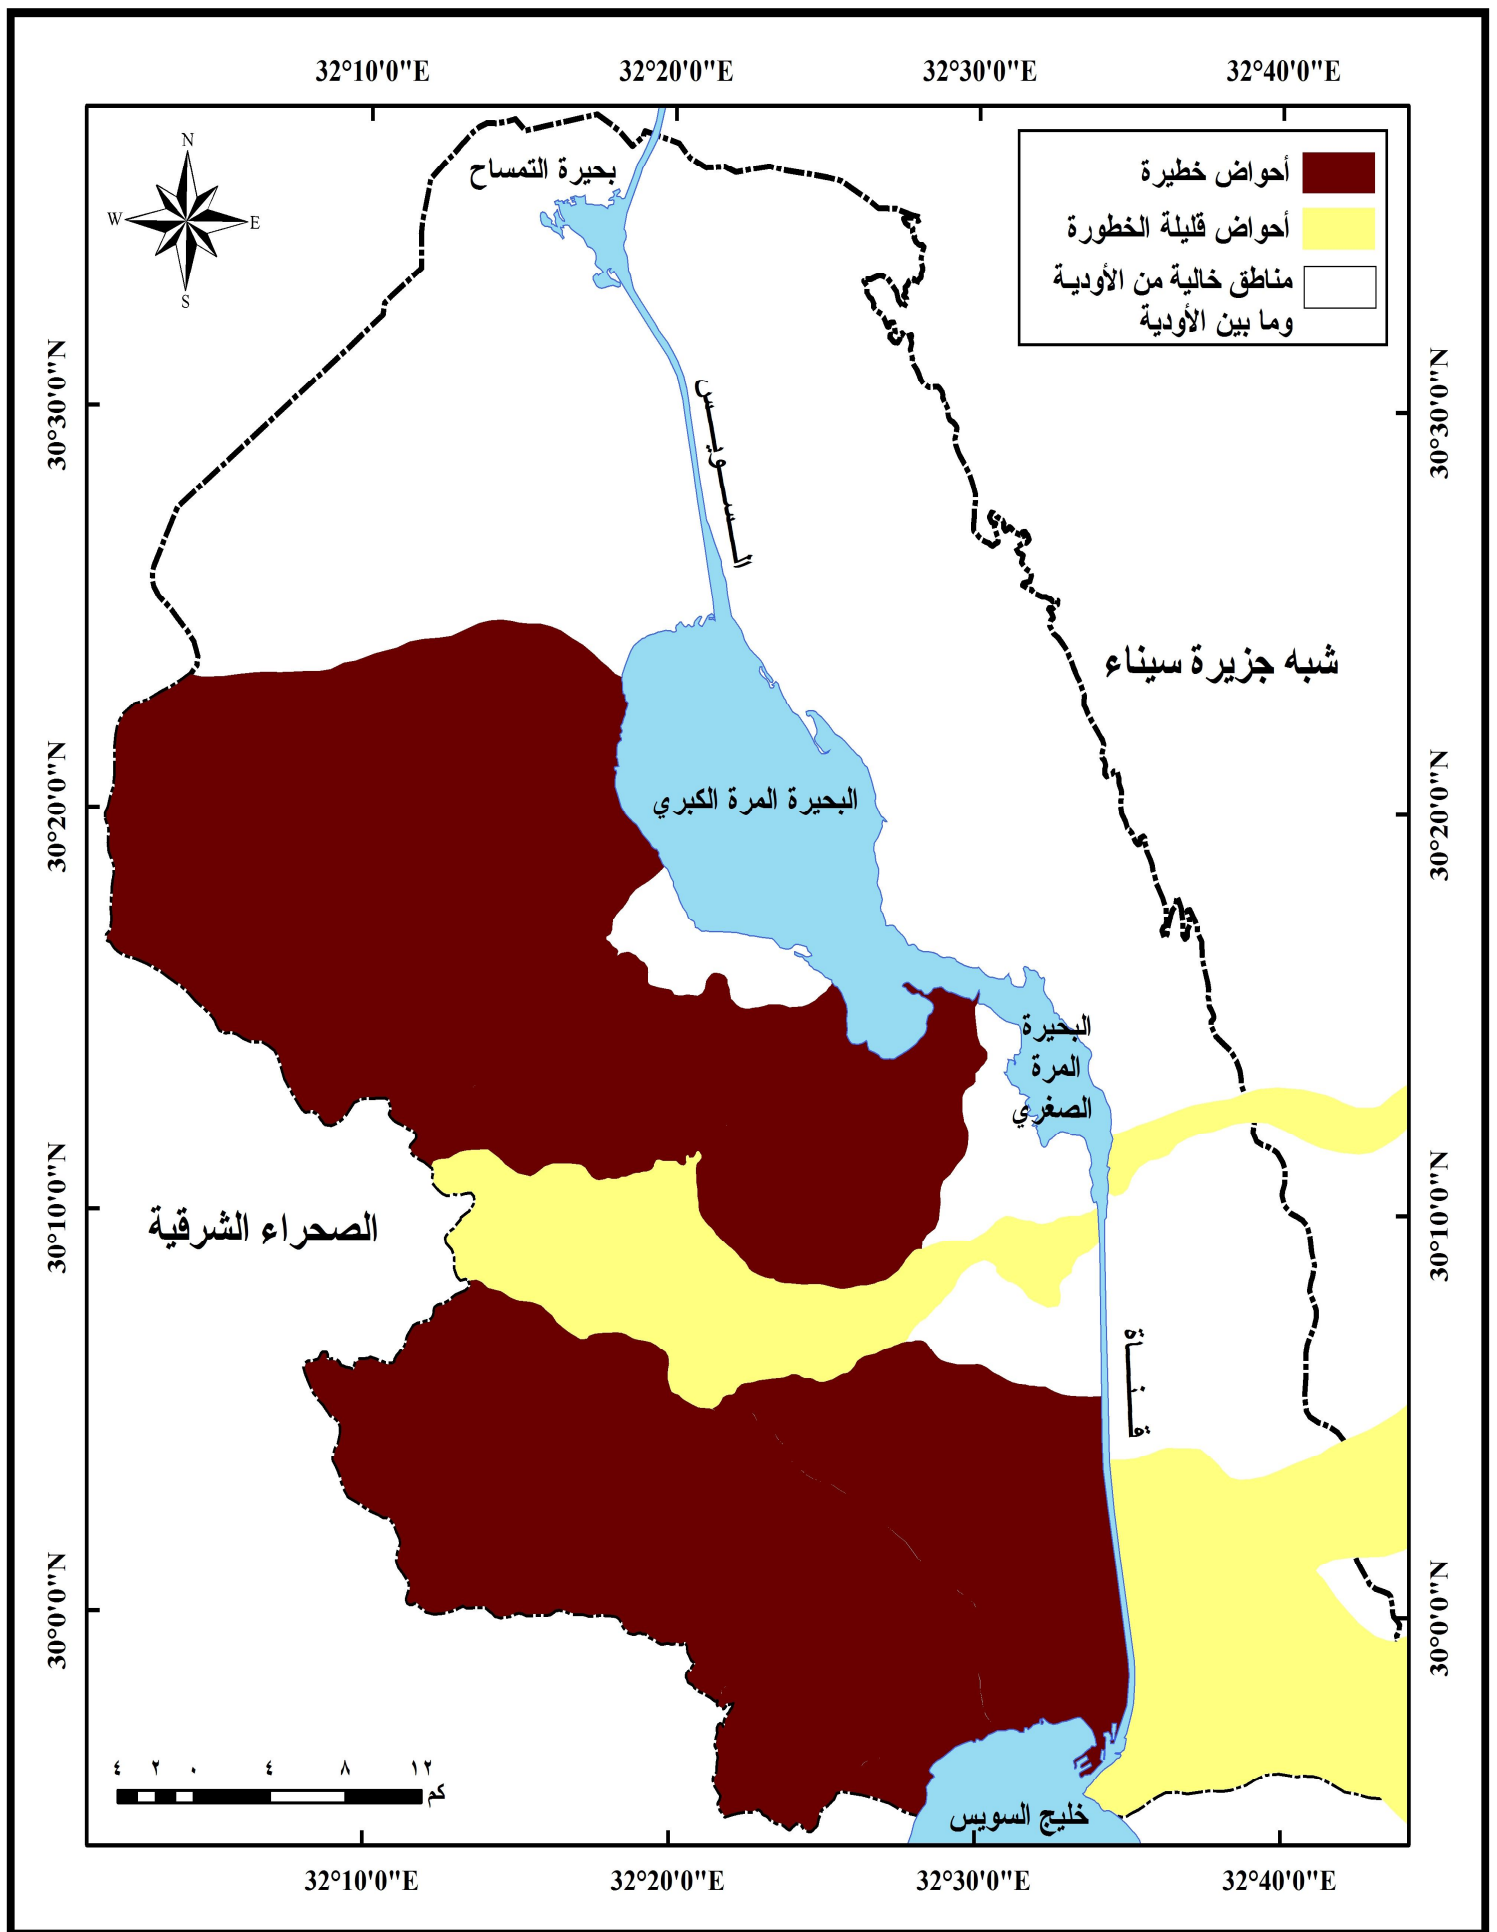 32°10'0"E
32°20'0"E
32°30'0"E
32°40'0"E
N
W
E
S
أحواض خطيرة
أحواض قليلة الخطورة
مناطق خالية من الأودية
وما بين الأودية
بحيرة التمساح
30°30'0"N
30°30'0"N
السويس
شبه جزيرة سيناء
30°20'0"N
البحيرة المرة الكبري
30°20'0"N
البحيرة
المرة
الصغري
30°10'0"N
الصحراء الشرقية
30°10'0"N
قناة
30°0'0"N
30°0'0"N
٤ ٢ ٠ ٤ ٨ ١٢
كم
خليج السويس
32°10'0"E
32°20'0"E
32°30'0"E
32°40'0"E